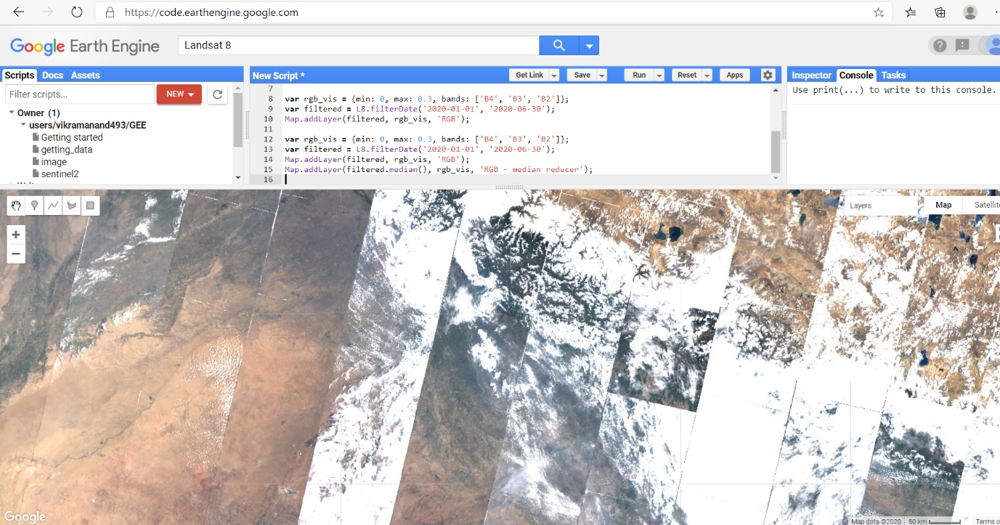 https://code.earthengine.google.com
Google Earth Engine
Landsat 8
Scripts Docs Assets
New Script *
Get Link Save Run Reset Apps
Inspector Console Tasks
Filter scripts...
NEW
Use print(...) to write to this console.
Owner (1)
users/vikramanand493/GEE
Getting started
getting_data
image
sentinel2
7
8 var rgb_vis = {min: 0, max: 0.3, bands: ['B4', 'B3', 'B2']};
9 var filtered = L8.filterDate('2020-01-01', '2020-06-30');
10 Map.addLayer(filtered, rgb_vis, 'RGB');
11
12 var rgb_vis = {min: 0, max: 0.3, bands: ['B4', 'B3', 'B2']};
13 var filtered = L8.filterDate('2020-01-01', '2020-06-30');
14 Map.addLayer(filtered, rgb_vis, 'RGB');
15 Map.addLayer(filtered.median(), rgb_vis, 'RGB - median reducer');
16
Layers Map Satellit
Google
Map data ©2020 50 km Terms o